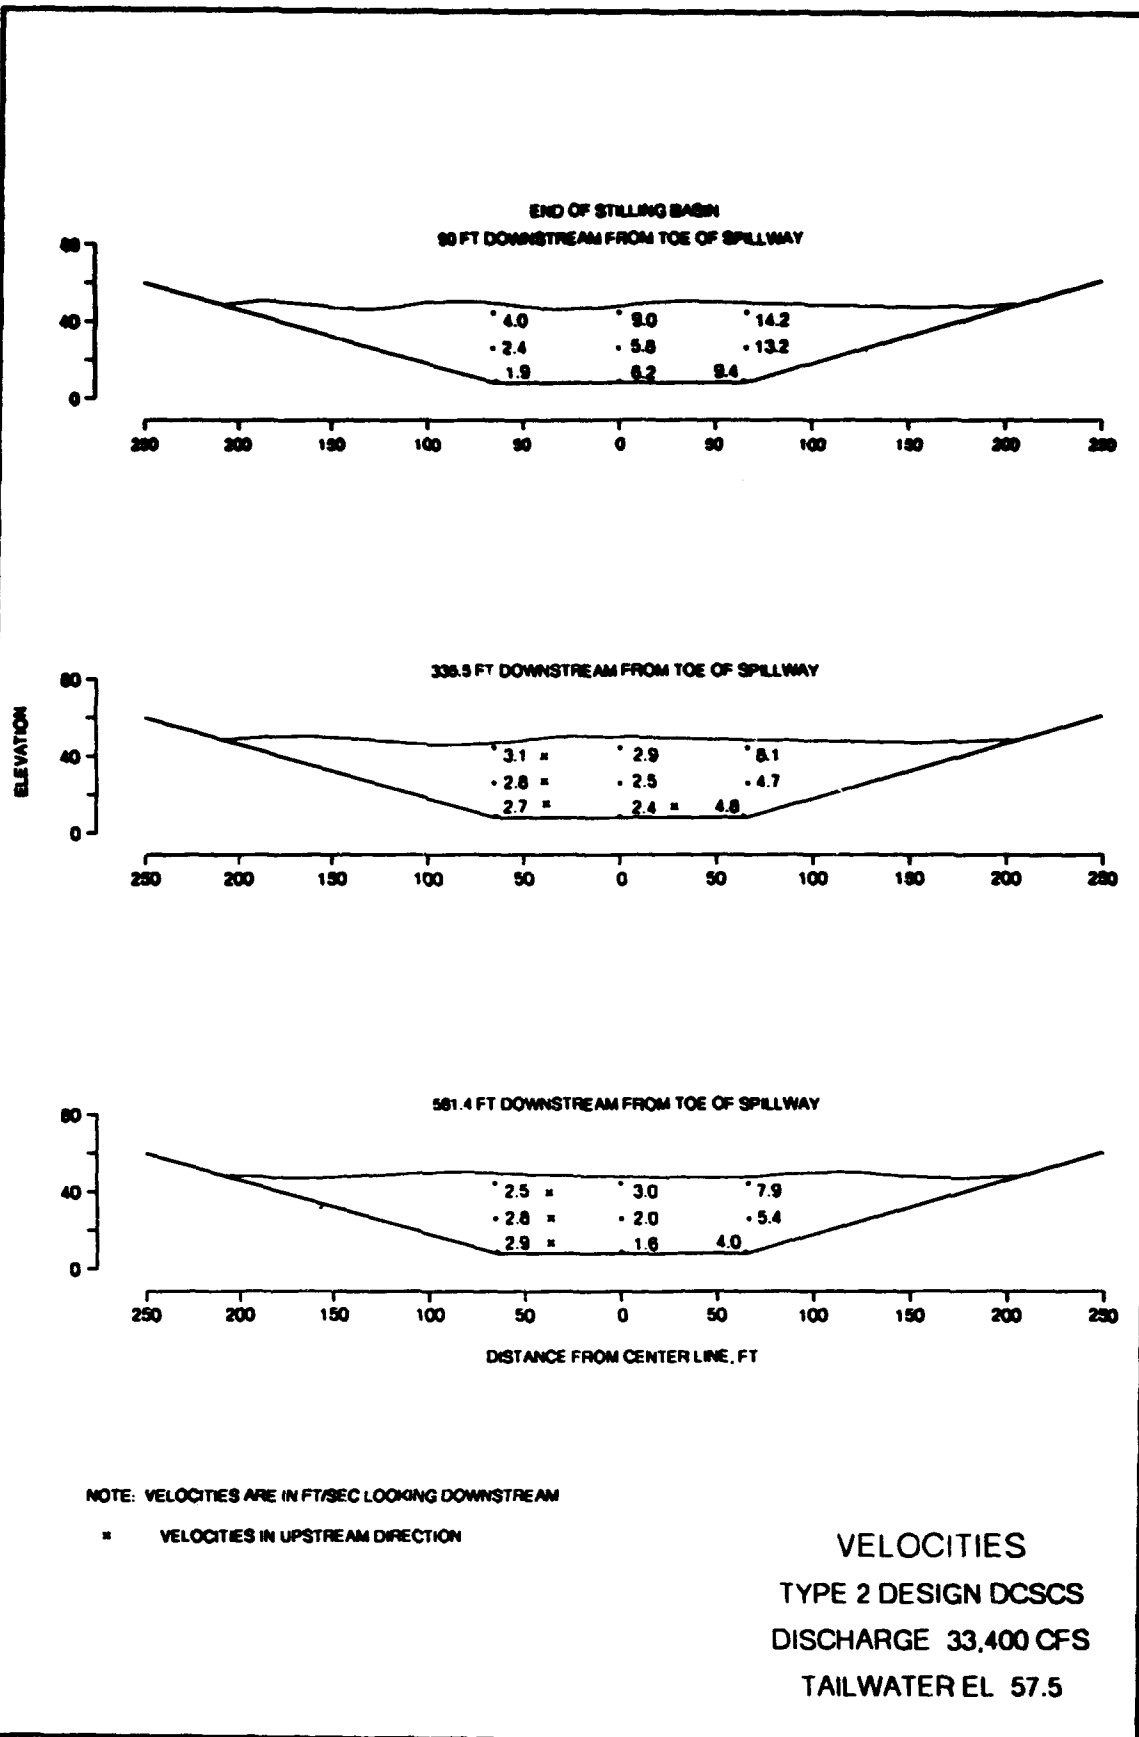 END OF STILLING BASIN
90 FT DOWNSTREAM FROM TOE OF SPILLWAY
40
0
4.0 9.0 14.2
2.4 5.8 13.2
1.9 6.2 9.4
250 200 150 100 50 0 50 100 150 200 250
ELEVATION
FT DOWNSTREAM FROM TOE OF SPILLWAY
40
0
3.1 * 2.9
2.8 * 2.5 4.7
2.7 * 2.4 * 4.8
250 200 150 100 50 0 50 100 150 200 250
561.4 FT DOWNSTREAM FROM TOE OF SPILLWAY
40
0
2.5 * 3.0 7.9
2.8 * 2.0 5.4
2.9 * 1.6 4.0
250 200 150 100 50 0 50 100 150 200 250
DISTANCE FROM CENTER LINE, FT
NOTE: VELOCITIES ARE IN FT/SEC LOOKING DOWNSTREAM
* VELOCITIES IN UPSTREAM DIRECTION
VELOCITIES
TYPE 2 DESIGN DCSCS
DISCHARGE 33,400 CFS
TAILWATER EL 57.5